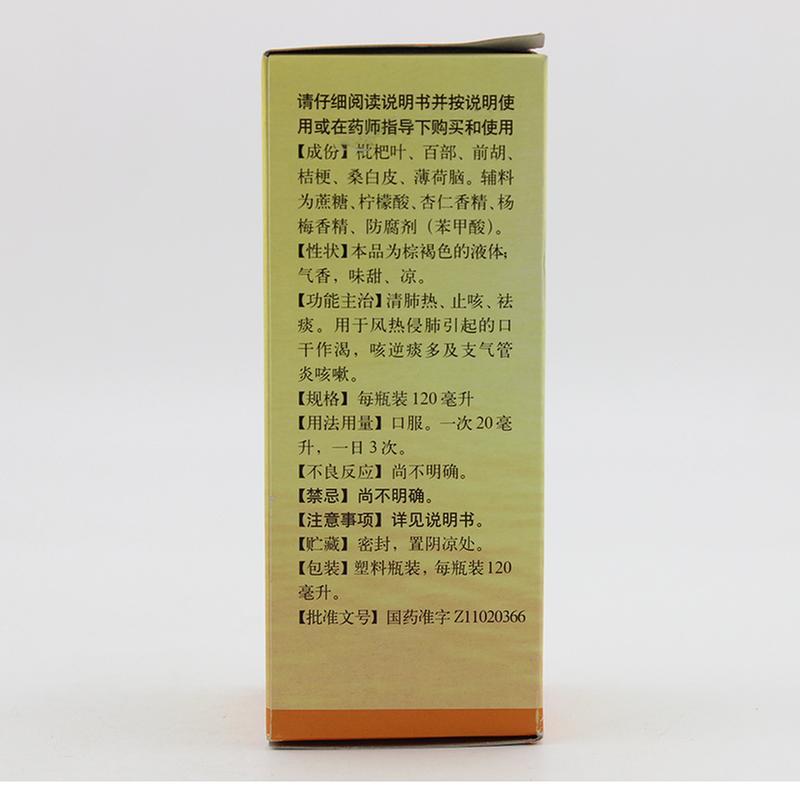 请仔细阅读说明书并按说明使
用或在药师指导下购买和使用
【成份】枇杷叶、百部、前胡、
桔梗、桑白皮、薄荷脑。辅料
为蔗糖、柠檬酸、杏仁香精、杨
梅香精、防腐剂（苯甲酸）。
【性状】本品为棕褐色的液体；
气香，味甜、凉。
【功能主治】清肺热、止咳、祛
痰。用于风热侵肺引起的口
干作渴，咳逆痰多及支气管
炎咳嗽。
【规格】每瓶装120毫升
【用法用量】口服。一次20毫
升，一日3次。
【不良反应】尚不明确。
【禁忌】尚不明确。
【注意事项】详见说明书。
【贮藏】密封，置阴凉处。
【包装】塑料瓶装，每瓶装120
毫升。
【批准文号】国药准字Z11020366